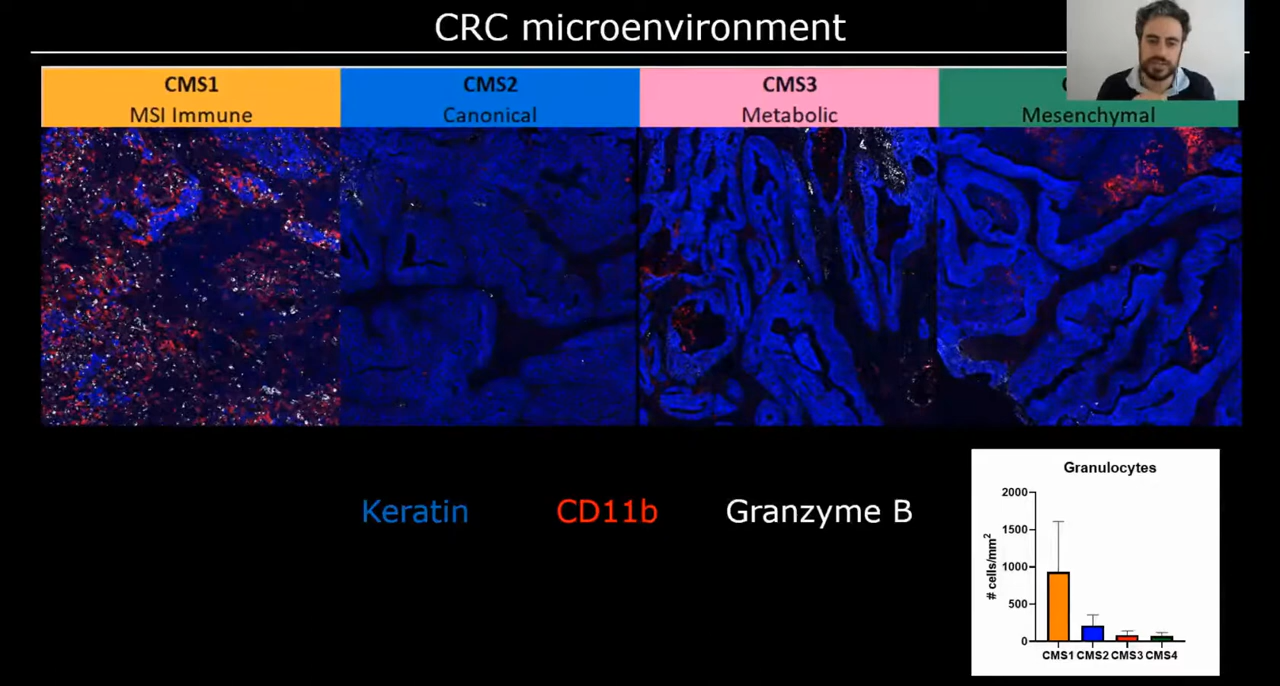 CRC microenvironment
CMS1
MSI Immune
CMS2
Canonical
CMS3
Metabolic
Mesenchymal
Keratin CD11b Granzyme B
Granulocytes
# cells/mm²
2000
1500
1000
500
0
CMS1 CMS2 CMS3 CMS4